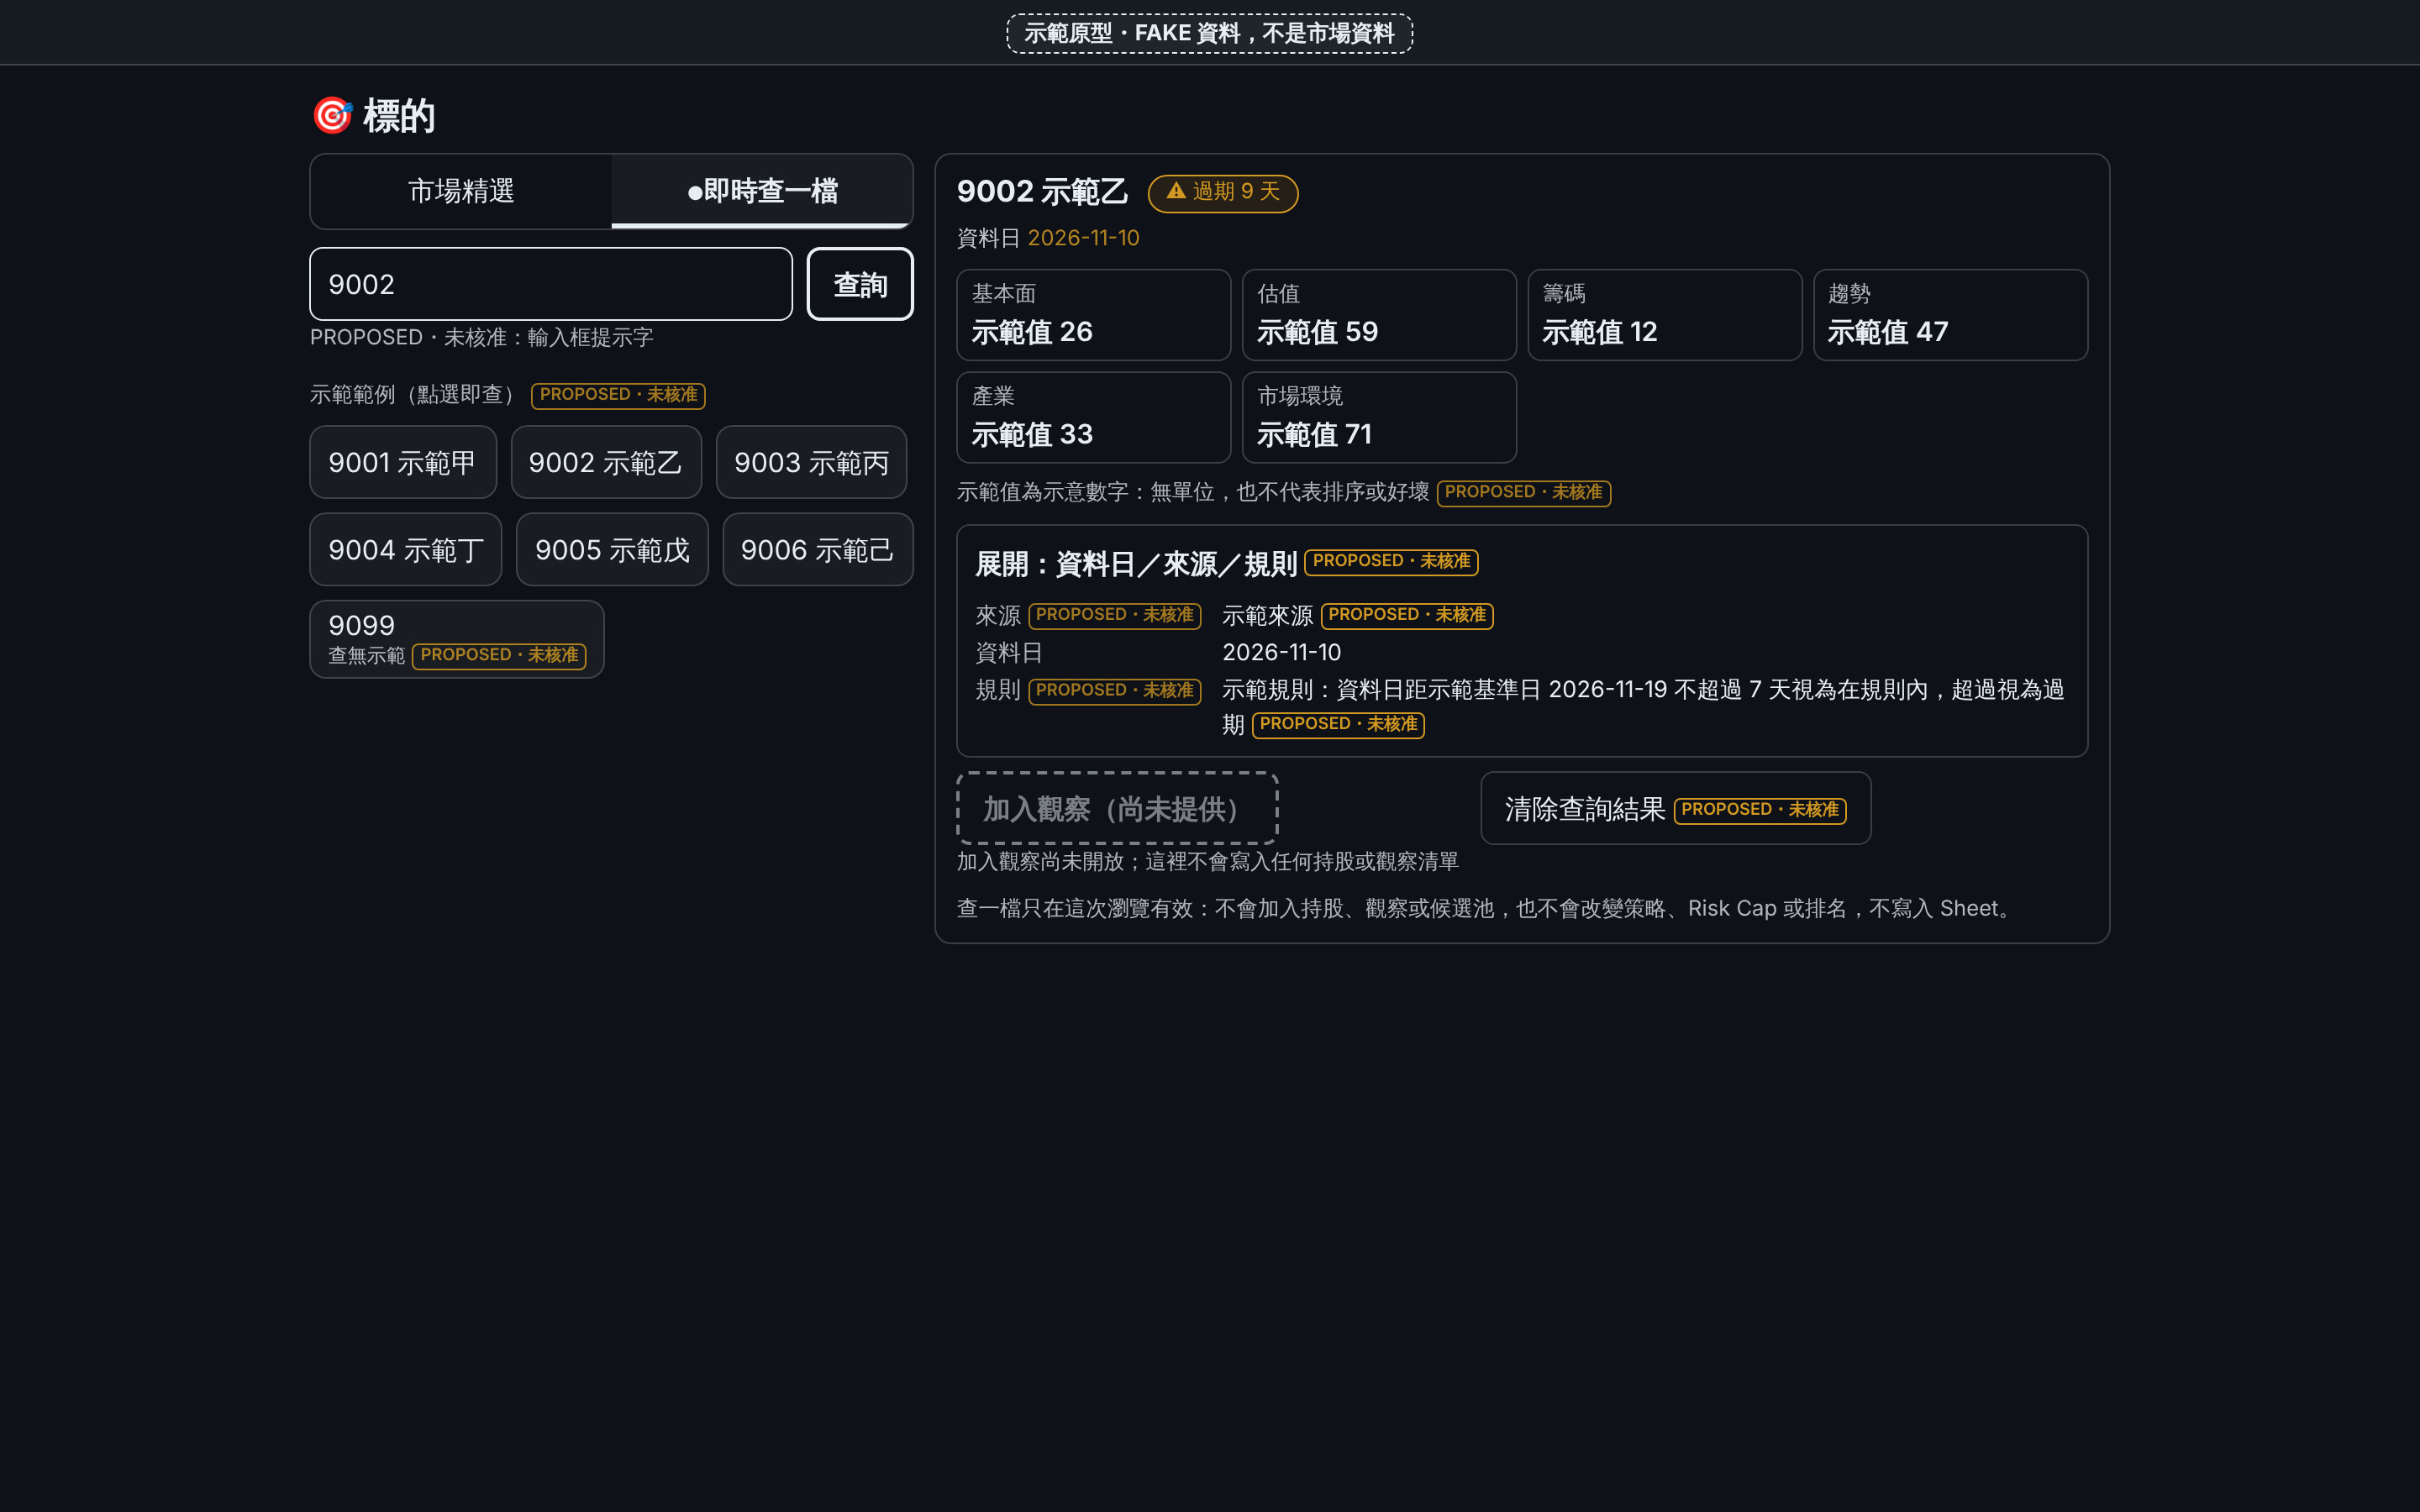 示範原型・FAKE 資料，不是市場資料
🎯 標的
市場精選
●即時查一檔
9002
查詢
PROPOSED・未核准：輸入框提示字
示範範例（點選即查） PROPOSED・未核准
9001 示範甲
9002 示範乙
9003 示範丙
9004 示範丁
9005 示範戊
9006 示範己
9099
查無示範 PROPOSED・未核准
9002 示範乙 ⚠ 過期 9 天
資料日 2026-11-10
基本面
示範值 26
估值
示範值 59
籌碼
示範值 12
趨勢
示範值 47
產業
示範值 33
市場環境
示範值 71
示範值為示意數字：無單位，也不代表排序或好壞 PROPOSED・未核准
展開：資料日／來源／規則 PROPOSED・未核准
來源 PROPOSED・未核准 示範來源 PROPOSED・未核准
資料日 2026-11-10
規則 PROPOSED・未核准 示範規則：資料日距示範基準日 2026-11-19 不超過 7 天視為在規則內，超過視為過
期 PROPOSED・未核准
加入觀察（尚未提供）
清除查詢結果 PROPOSED・未核准
加入觀察尚未開放；這裡不會寫入任何持股或觀察清單
查一檔只在這次瀏覽有效：不會加入持股、觀察或候選池，也不會改變策略、Risk Cap 或排名，不寫入 Sheet。